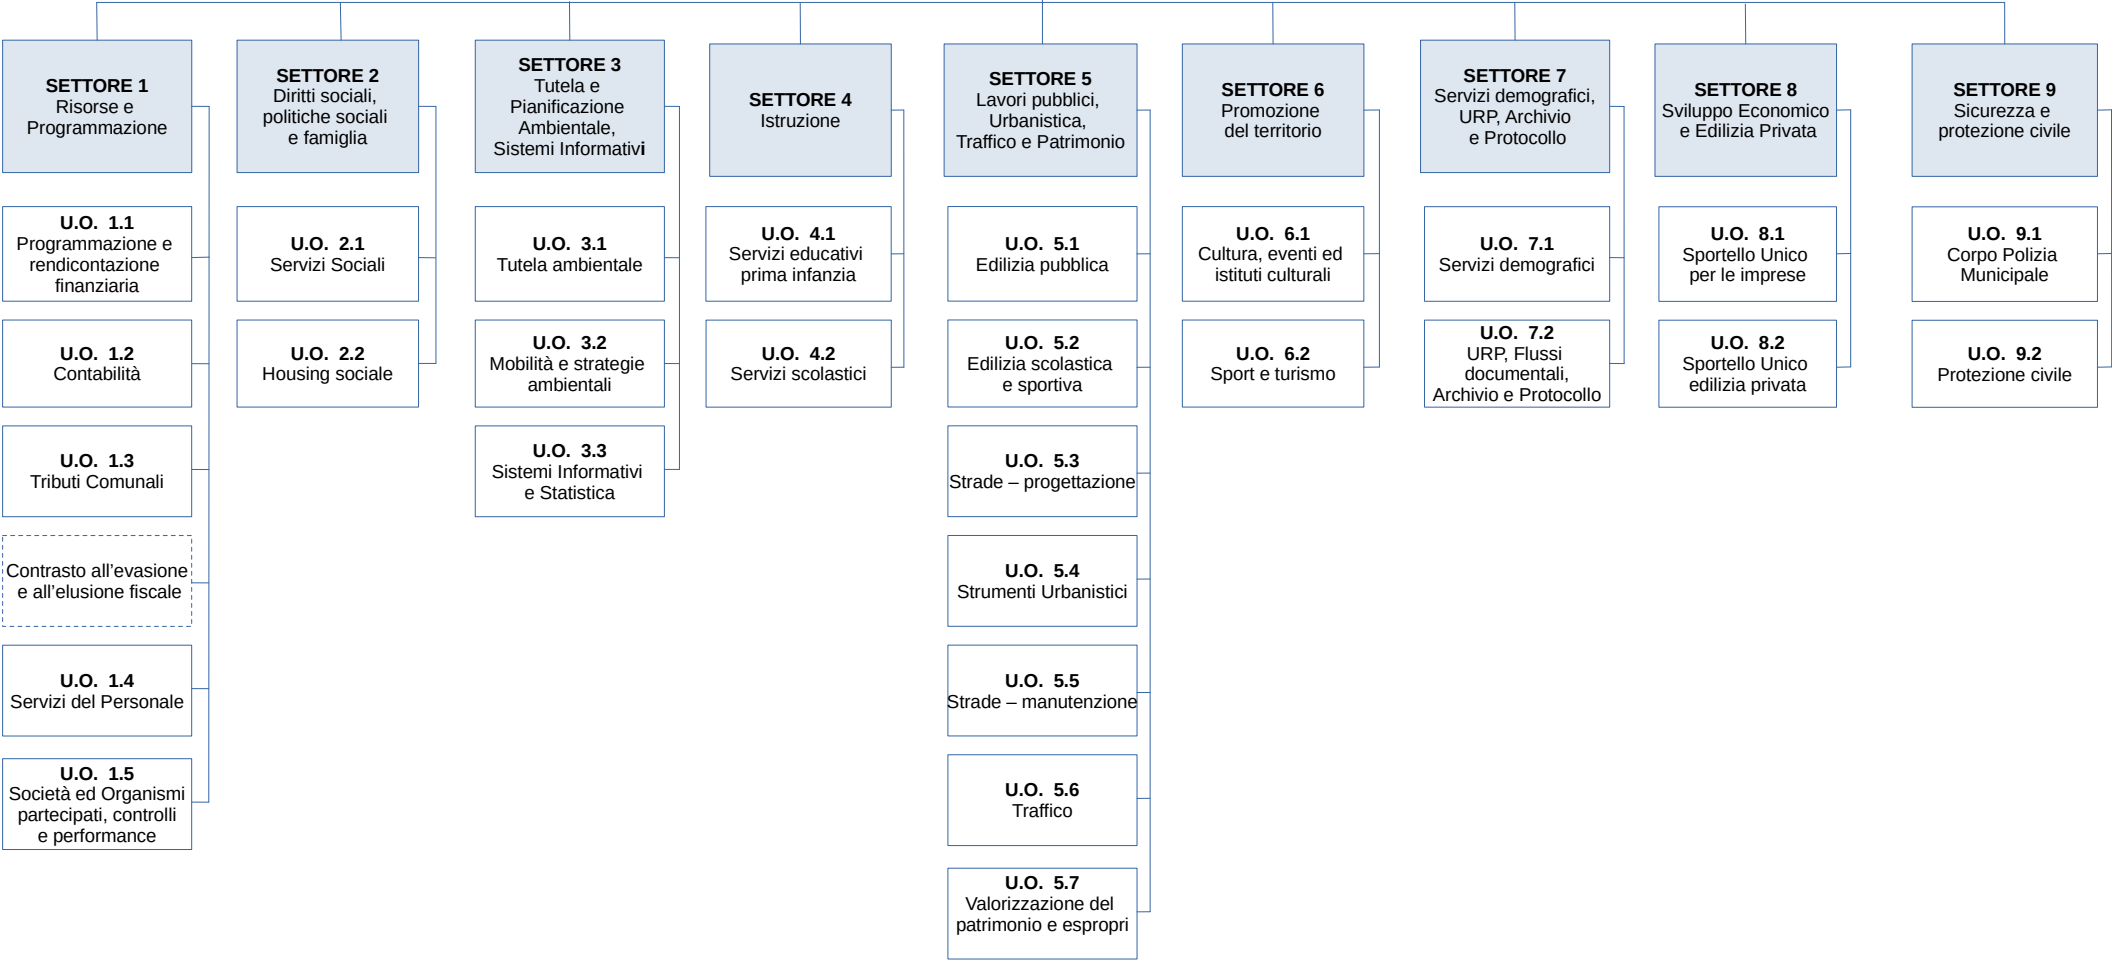 SETTORE 1
Risorse e
Programmazione
SETTORE 2
Diritti sociali,
politiche sociali
e famiglia
SETTORE 3
Tutela e
Pianificazione
Ambientale,
Sistemi Informativi
SETTORE 4
Istruzione
SETTORE 5
Lavori pubblici,
Urbanistica,
Traffico e Patrimonio
SETTORE 6
Promozione
del territorio
SETTORE 7
Servizi demografici,
URP, Archivio
e Protocollo
SETTORE 8
Sviluppo Economico
e Edilizia Privata
SETTORE 9
Sicurezza e
protezione civile
U.O. 1.1
Programmazione e
rendicontazione
finanziaria
U.O. 2.1
Servizi Sociali
U.O. 3.1
Tutela ambientale
U.O. 4.1
Servizi educativi
prima infanzia
U.O. 5.1
Edilizia pubblica
U.O. 6.1
Cultura, eventi ed
istituti culturali
U.O. 7.1
Servizi demografici
U.O. 8.1
Sportello Unico
per le imprese
U.O. 9.1
Corpo Polizia
Municipale
U.O. 1.2
Contabilità
U.O. 2.2
Housing sociale
U.O. 3.2
Mobilità e strategie
ambientali
U.O. 4.2
Servizi scolastici
U.O. 5.2
Edilizia scolastica
e sportiva
U.O. 6.2
Sport e turismo
U.O. 7.2
URP, Flussi
documentali,
Archivio e Protocollo
U.O. 8.2
Sportello Unico
edilizia privata
U.O. 9.2
Protezione civile
U.O. 1.3
Tributi Comunali
U.O. 3.3
Sistemi Informativi
e Statistica
U.O. 5.3
Strade – progettazione
Contrasto all’evasione
e all’elusione fiscale
U.O. 5.4
Strumenti Urbanistici
U.O. 1.4
Servizi del Personale
U.O. 5.5
Strade – manutenzione
U.O. 1.5
Società ed Organismi
partecipati, controlli
e performance
U.O. 5.6
Traffico
U.O. 5.7
Valorizzazione del
patrimonio e espropri